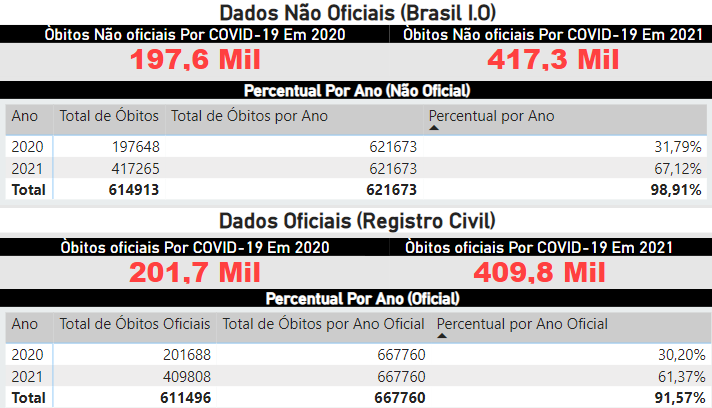 Dados Não Oficiais (Brasil I.O)
Òbitos Não oficiais Por COVID-19 Em 2020 Òbitos Não oficiais Por COVID-19 Em 2021
197,6 Mil 417,3 Mil
Percentual Por Ano (Não Oficial)
Ano Total de Óbitos Total de Óbitos por Ano Percentual por Ano
2020 197648 621673 31,79%
2021 417265 621673 67,12%
Total 614913 621673 98,91%
Dados Oficiais (Registro Civil)
Òbitos oficiais Por COVID-19 Em 2020 Òbitos oficiais Por COVID-19 Em 2021
201,7 Mil 409,8 Mil
Percentual Por Ano (Oficial)
Ano Total de Óbitos Oficiais Total de Óbitos por Ano Oficial Percentual por Ano Oficial
2020 201688 667760 30,20%
2021 409808 667760 61,37%
Total 611496 667760 91,57%